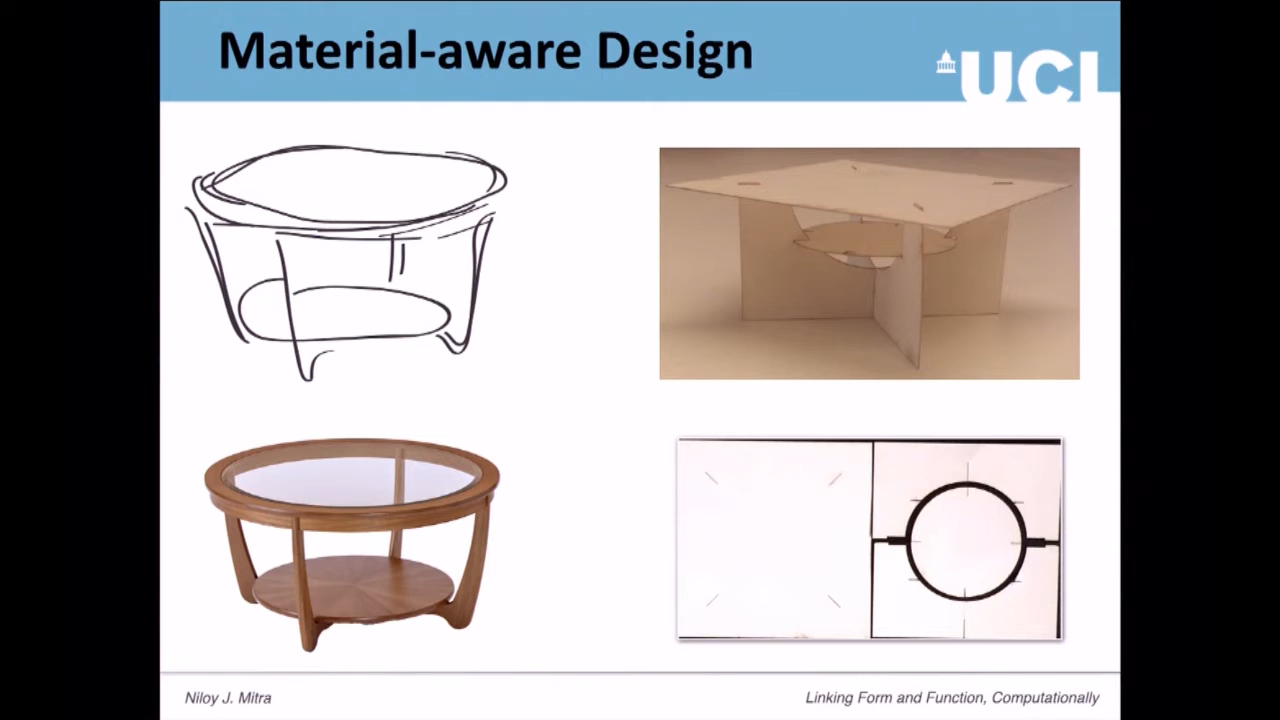 Material-aware Design
UCL
Niloy J. Mitra
Linking Form and Function, Computationally